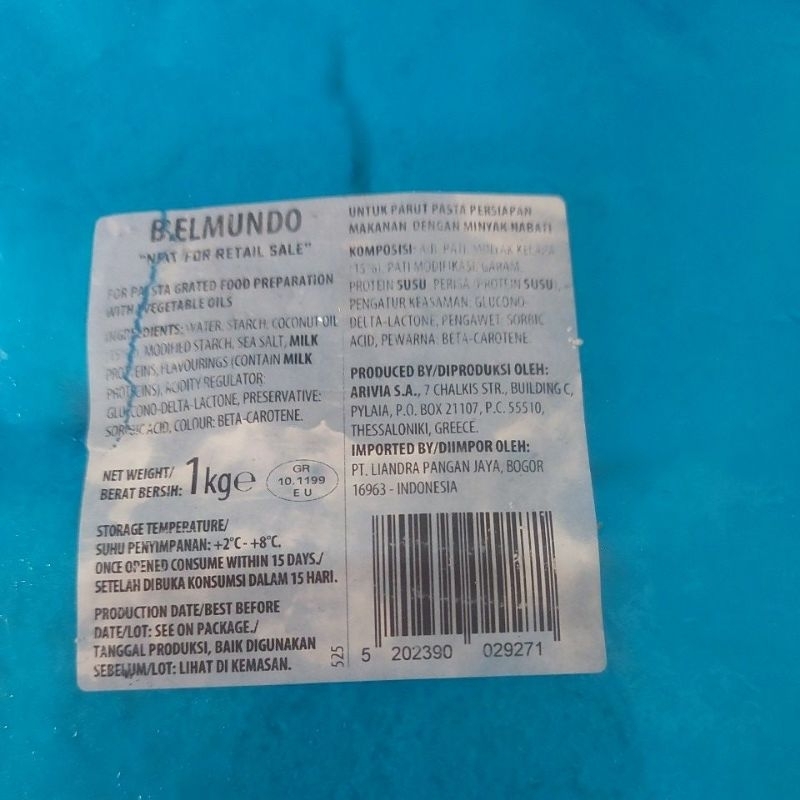 BELMUNDO
"NOT FOR RETAIL SALE"
FOR PASTA GRATED FOOD PREPARATION
WITH VEGETABLE OILS
INGREDIENTS: WATER, STARCH, COCONUT OIL
MODIFIED STARCH, SEA SALT, MILK
PROTEINS, FLAVOURINGS (CONTAIN MILK
PROTEINS), ACIDITY REGULATOR:
GLUCONO-DELTA-LACTONE, PRESERVATIVE:
SORBIC ACID, COLOUR: BETA-CAROTENE.
NET WEIGHT/
BERAT BERSIH: 1kg℮
GR
10.1199
E U
STORAGE TEMPERATURE/
SUHU PENYIMPANAN: +2°C - +8°C.
ONCE OPENED CONSUME WITHIN 15 DAYS./
SETELAH DIBUKA KONSUMSI DALAM 15 HARI.
PRODUCTION DATE/BEST BEFORE
DATE/LOT: SEE ON PACKAGE./
TANGGAL PRODUKSI, BAIK DIGUNAKAN
SEBELUM/LOT: LIHAT DI KEMASAN.
525
UNTUK PARUT PASTA PERSIAPAN
MAKANAN DENGAN MINYAK NABATI
KOMPOSISI: AIR, PATI, MINYAK KELAPA
PATI MODIFIKASI, GARAM,
PROTEIN SUSU, PERISA (PROTEIN SUSU),
PENGATUR KEASAMAN: GLUCONO-
DELTA-LACTONE, PENGAWET: SORBIC
ACID, PEWARNA: BETA-CAROTENE.
PRODUCED BY/DIPRODUKSI OLEH:
ARIVIA S.A., 7 CHALKIS STR., BUILDING C,
PYLAIA, P.O. BOX 21107, P.C. 55510,
THESSALONIKI, GREECE.
IMPORTED BY/DIIMPOR OLEH:
PT. LIANDRA PANGAN JAYA, BOGOR
16963 - INDONESIA
5 202390 029271